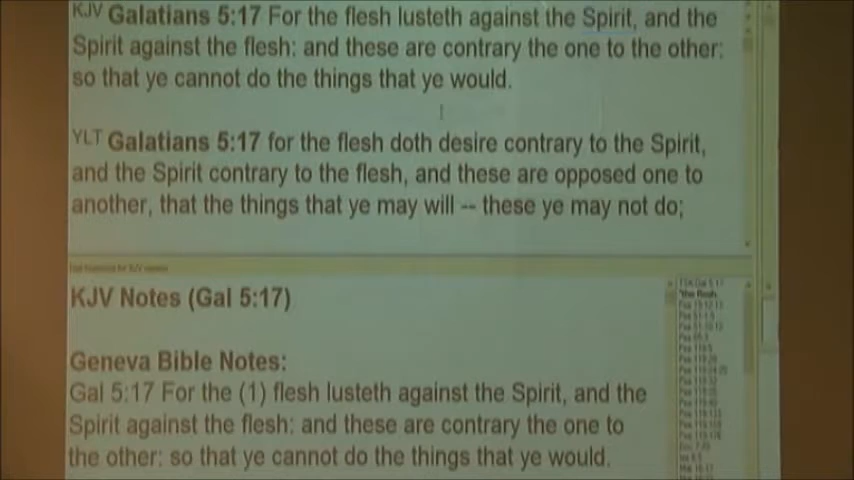 KJV Galatians 5:17 For the flesh lusteth against the Spirit, and the
Spirit against the flesh: and these are contrary the one to the other:
so that ye cannot do the things that ye would.
YLT Galatians 5:17 for the flesh doth desire contrary to the Spirit,
and the Spirit contrary to the flesh, and these are opposed one to
another, that the things that ye may will -- these ye may not do;
KJV Notes (Gal 5:17)
Geneva Bible Notes:
Gal 5:17 For the (1) flesh lusteth against the Spirit, and the
Spirit against the flesh: and these are contrary the one to
the other: so that ye cannot do the things that ye would.
TSK Gal 5:17
*the flesh